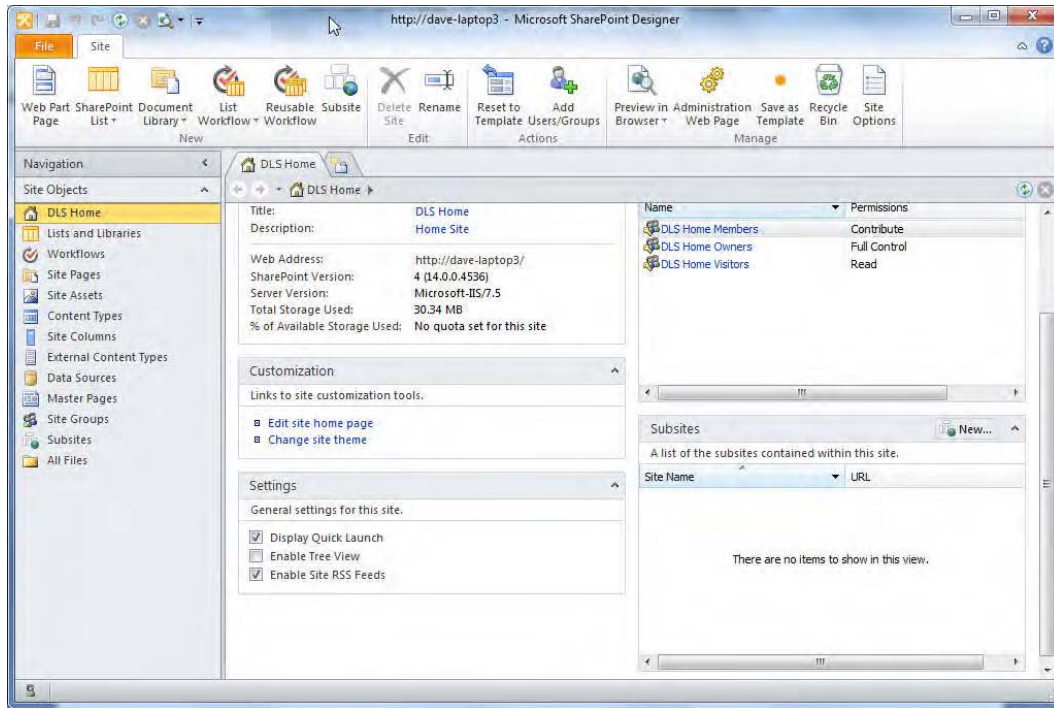 http://dave-laptop3 - Microsoft SharePoint Designer
File Site
Web Part Page
SharePoint List
Document Library
List Workflow
Reusable Workflow
Subsite
Delete Site
Rename
Reset to Template
Add Users/Groups
Preview in Browser
Administration Web Page
Save as Template
Recycle Bin
Site Options
New Edit Actions Manage
Navigation
Site Objects
DLS Home
Lists and Libraries
Workflows
Site Pages
Site Assets
Content Types
Site Columns
External Content Types
Data Sources
Master Pages
Site Groups
Subsites
All Files
DLS Home
DLS Home
Title: DLS Home
Description: Home Site
Web Address: http://dave-laptop3/
SharePoint Version: 4 (14.0.0.4536)
Server Version: Microsoft-IIS/7.5
Total Storage Used: 30.34 MB
% of Available Storage Used: No quota set for this site
Customization
Links to site customization tools.
Edit site home page
Change site theme
Settings
General settings for this site.
Display Quick Launch
Enable Tree View
Enable Site RSS Feeds
Name Permissions
DLS Home Members Contribute
DLS Home Owners Full Control
DLS Home Visitors Read
Subsites New...
A list of the subsites contained within this site.
Site Name URL
There are no items to show in this view.